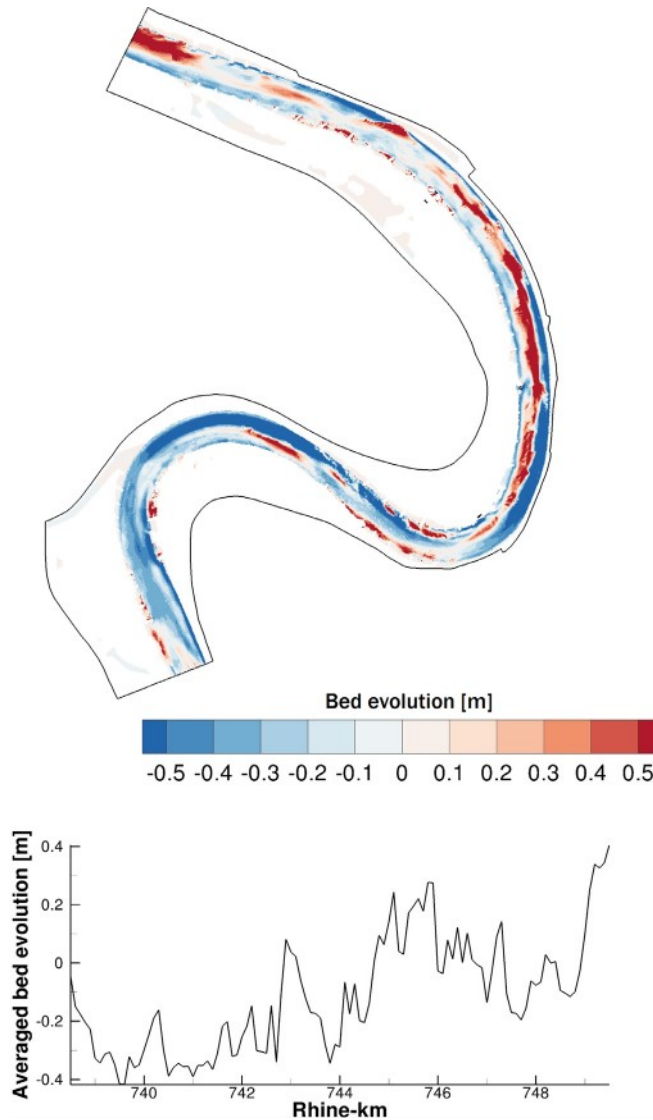 Bed evolution [m]
-0.5 -0.4 -0.3 -0.2 -0.1 0 0.1 0.2 0.3 0.4 0.5
Averaged bed evolution [m]
0.4
0.2
0
-0.2
-0.4
740 742 744 746 748
Rhine-km